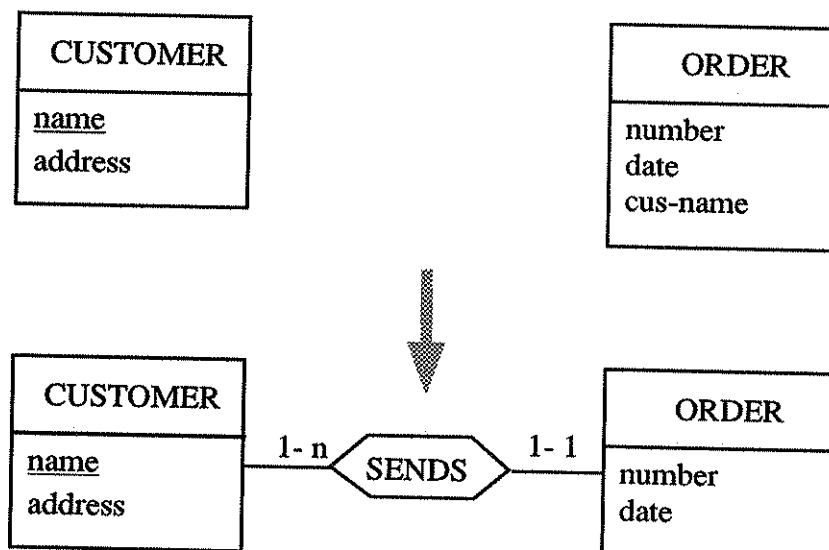 CUSTOMER
name
address
ORDER
number
date
cus-name
CUSTOMER
name
address
1- n
SENDS
1- 1
ORDER
number
date